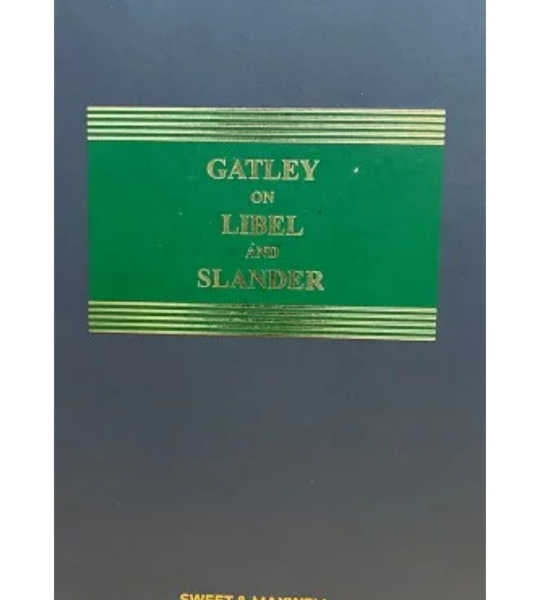 GATLEY
ON
LIBEL
AND
SLANDER
SWEET & MAXWELL